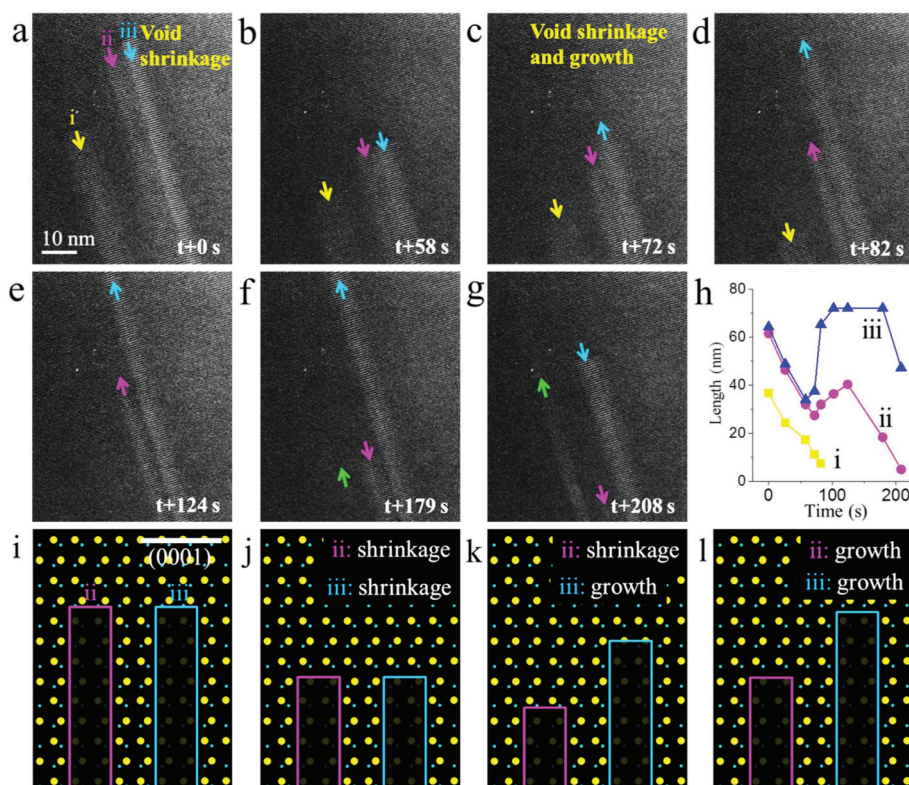 a
ii
iii
Void
shrinkage
i
10 nm
t+0 s
b
t+58 s
c
Void shrinkage
and growth
t+72 s
d
t+82 s
e
t+124 s
f
t+179 s
g
t+208 s
h
80
60
40
20
0
Length (nm)
0
100
200
Time (s)
iii
ii
i
i
(0001)
ii
iii
j
ii: shrinkage
iii: shrinkage
k
ii: shrinkage
iii: growth
l
ii: growth
iii: growth